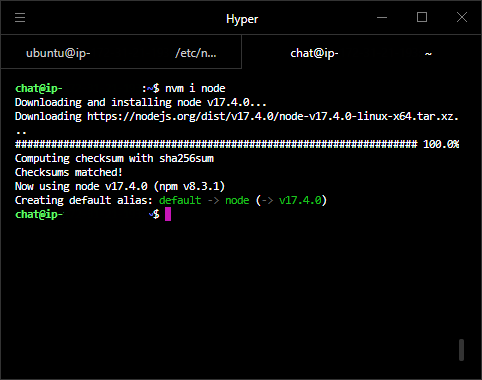 Hyper
ubuntu@ip- /etc/n... chat@ip- ~
chat@ip- :~$ nvm i node
Downloading and installing node v17.4.0...
Downloading https://nodejs.org/dist/v17.4.0/node-v17.4.0-linux-x64.tar.xz.
..
################################################################### 100.0%
Computing checksum with sha256sum
Checksums matched!
Now using node v17.4.0 (npm v8.3.1)
Creating default alias: default -> node (-> v17.4.0)
chat@ip- ~$